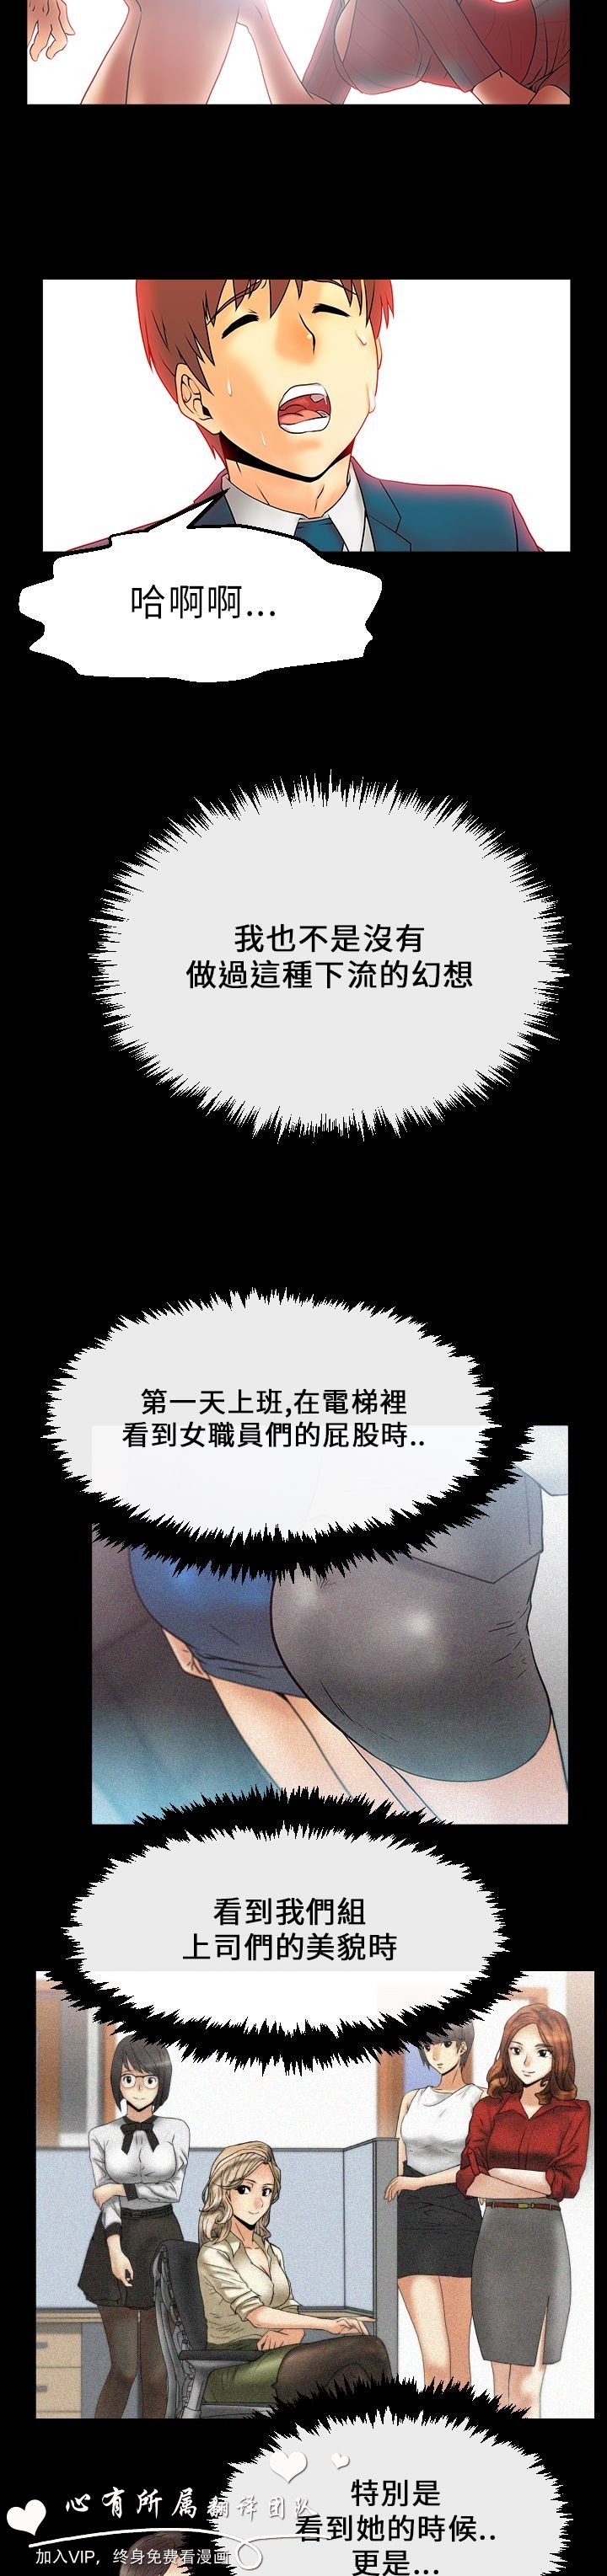 哈啊啊...
我也不是沒有
做過這種下流的幻想
第一天上班,在電梯裡
看到女職員們的屁股時..
看到我們組
上司們的美貌時
特別是
看到她的時候..
更是...
心有所属翻译团队
加入VIP，终身免费看漫画